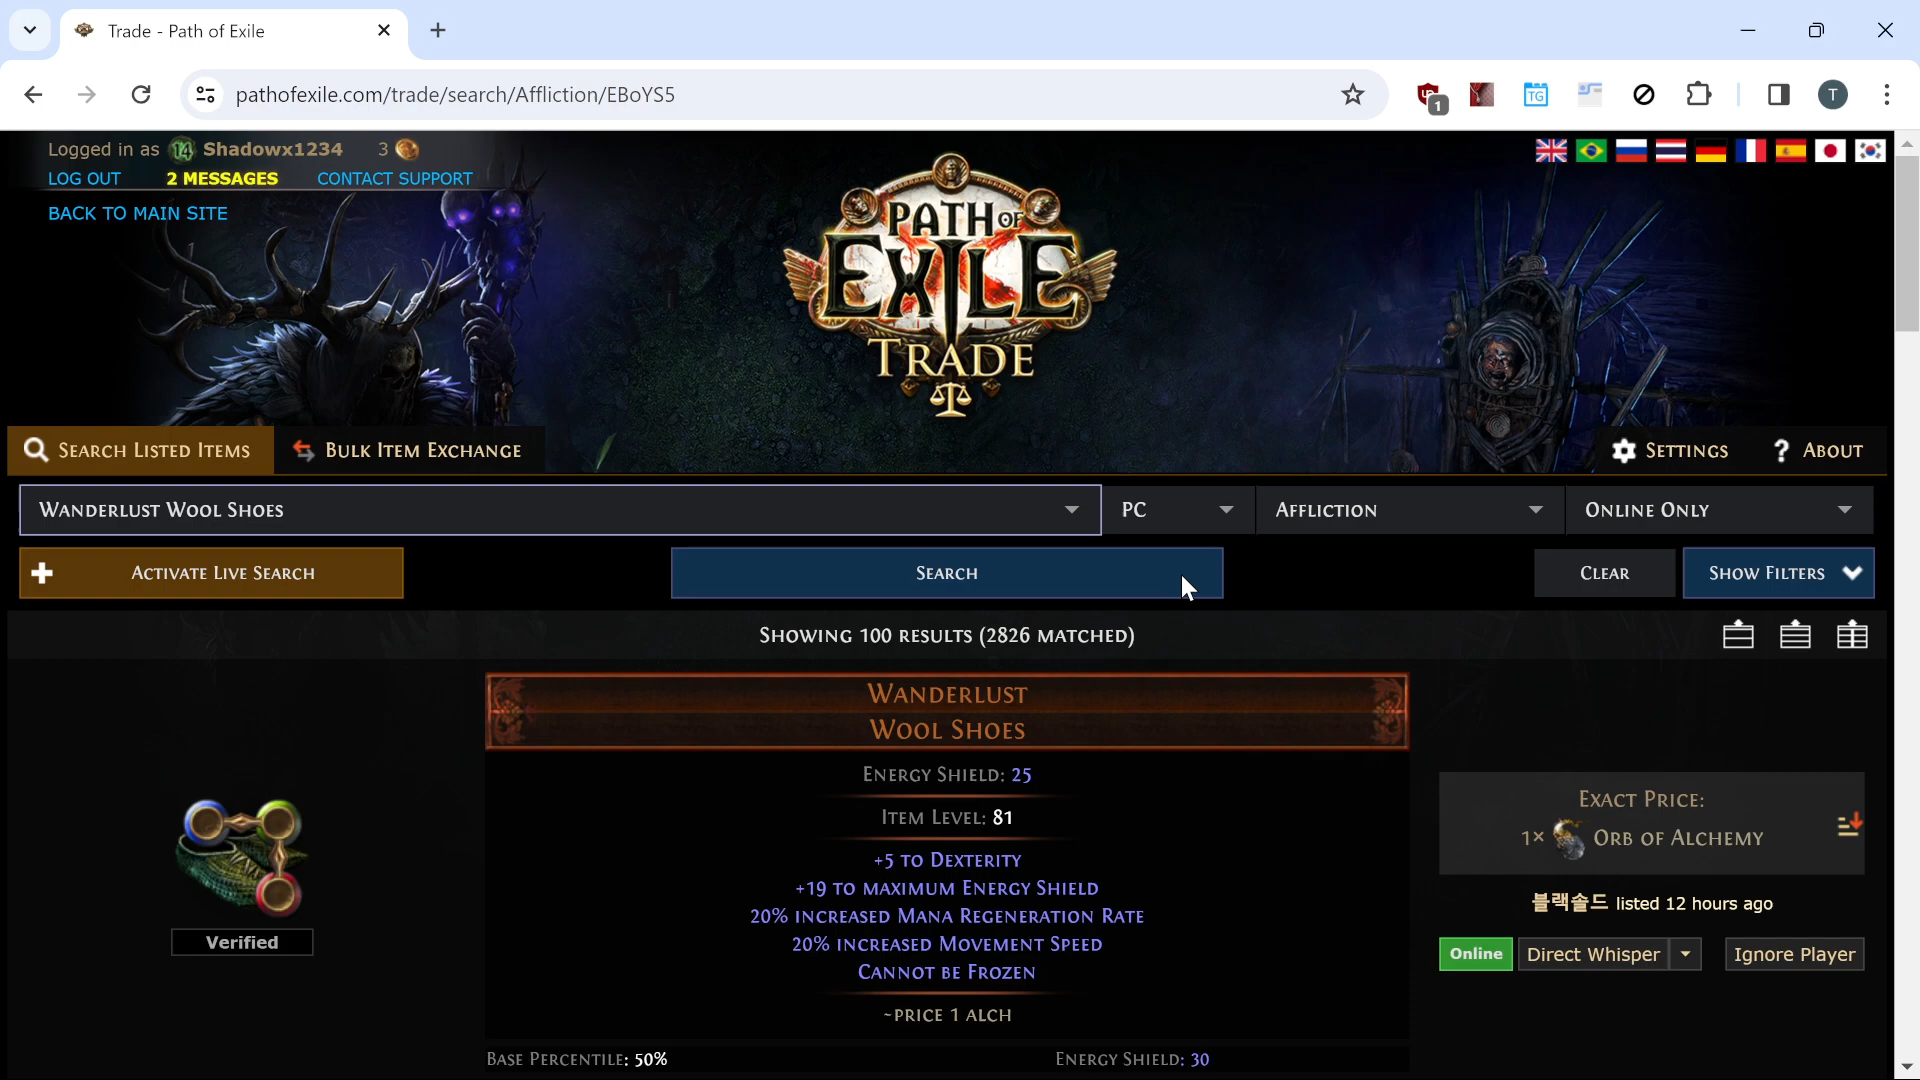 Trade - Path of Exile
pathofexile.com/trade/search/Affliction/EBoYS5
1
TG
T
Logged in as 14 Shadowx1234 3
LOG OUT 2 MESSAGES CONTACT SUPPORT
BACK TO MAIN SITE
PATH OF
EXILE
TRADE
SEARCH LISTED ITEMS
BULK ITEM EXCHANGE
SETTINGS
? ABOUT
WANDERLUST WOOL SHOES
PC
AFFLICTION
ONLINE ONLY
ACTIVATE LIVE SEARCH
SEARCH
CLEAR
SHOW FILTERS
SHOWING 100 RESULTS (2826 MATCHED)
WANDERLUST
WOOL SHOES
ENERGY SHIELD: 25
ITEM LEVEL: 81
+5 TO DEXTERITY
+19 TO MAXIMUM ENERGY SHIELD
20% INCREASED MANA REGENERATION RATE
20% INCREASED MOVEMENT SPEED
CANNOT BE FROZEN
~PRICE 1 ALCH
BASE PERCENTILE: 50%
ENERGY SHIELD: 30
Verified
EXACT PRICE:
1× ORB OF ALCHEMY
블랙솔드 listed 12 hours ago
Online
Direct Whisper
Ignore Player